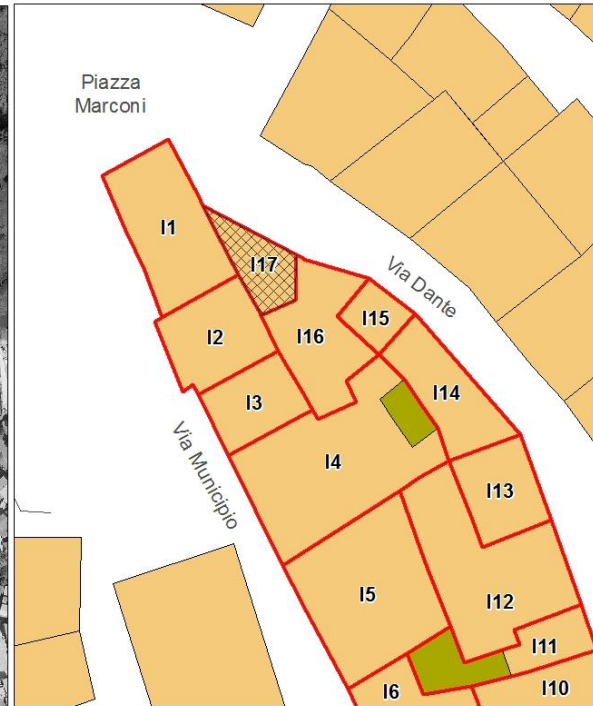 Piazza
Marconi
I1
I17
Via Dante
I2
I16
I15
I3
I14
Via Municipio
I4
I13
I5
I12
I11
I6
I10